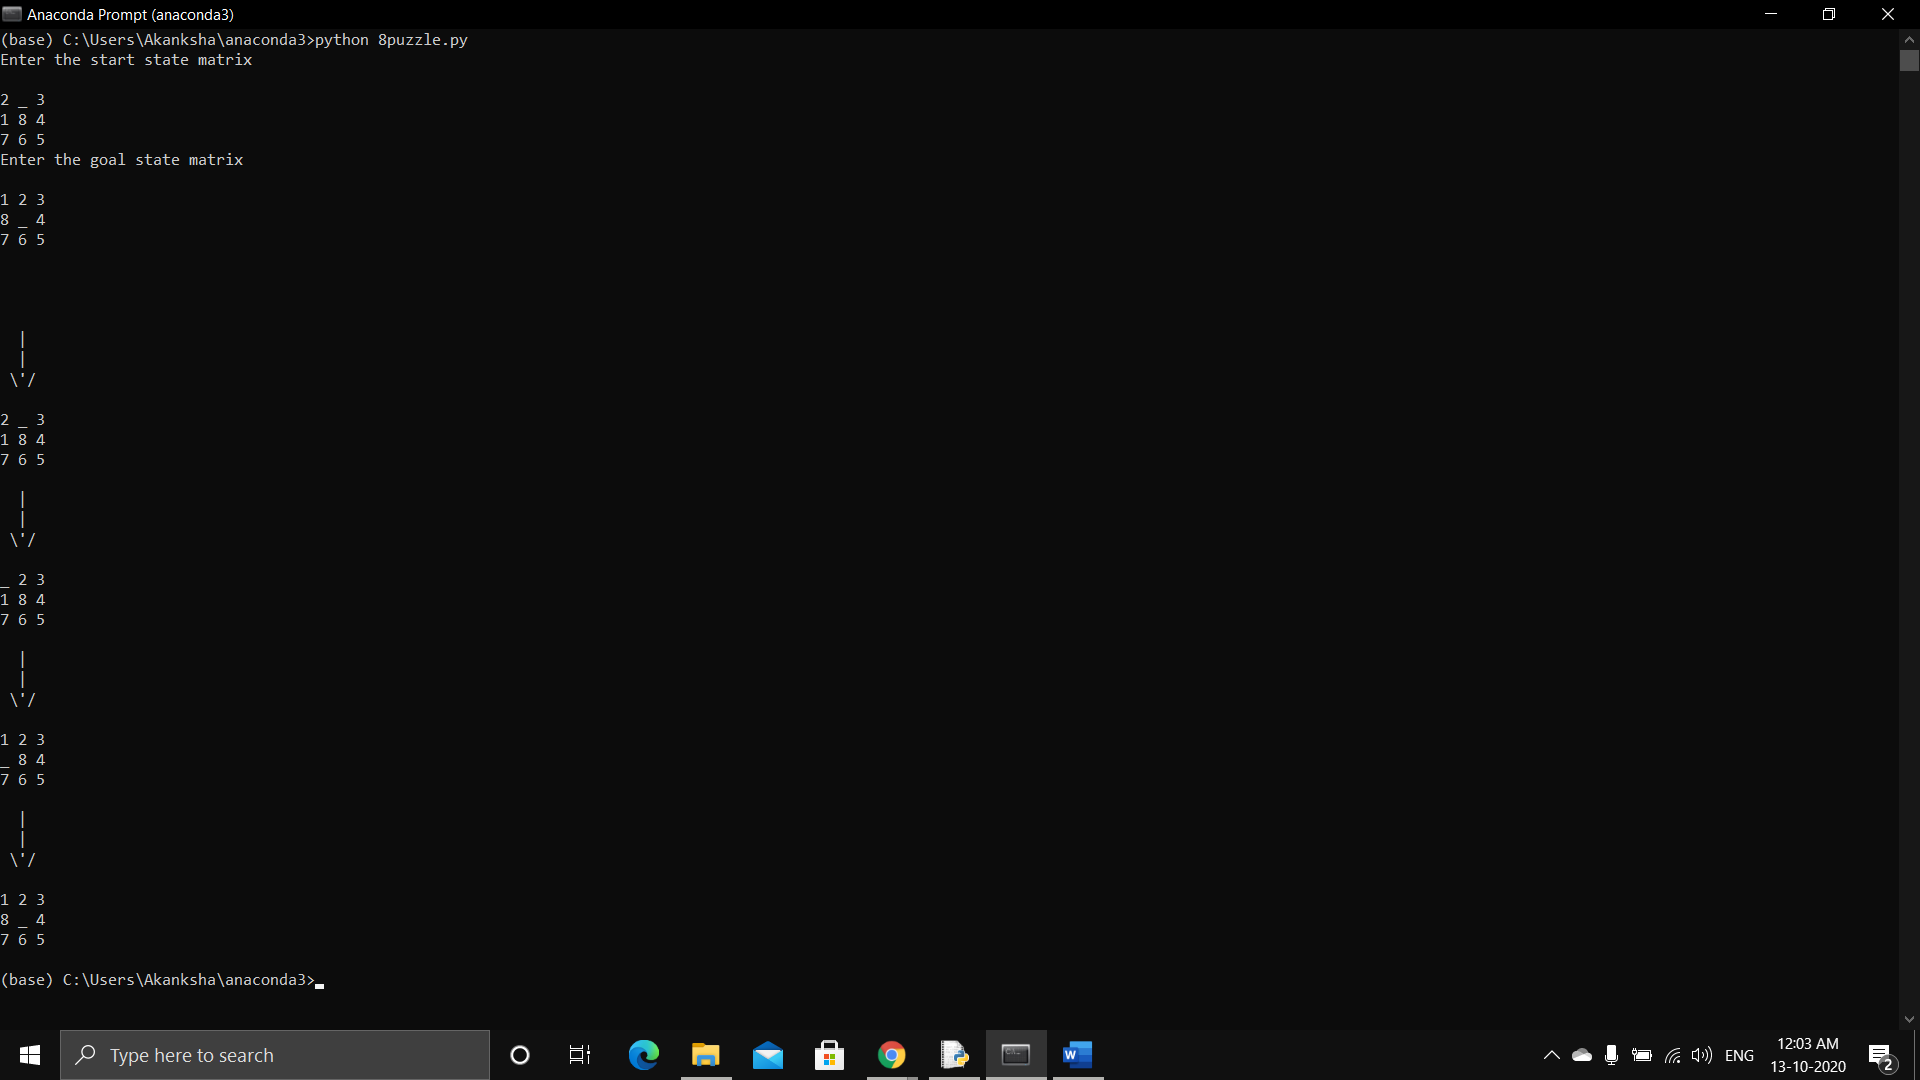 Anaconda Prompt (anaconda3)
(base) C:\Users\Akanksha\anaconda3>python 8puzzle.py
Enter the start state matrix
2 _ 3
1 8 4
7 6 5
Enter the goal state matrix
1 2 3
8 _ 4
7 6 5
|
|
\'/
2 _ 3
1 8 4
7 6 5
|
|
\'/
_ 2 3
1 8 4
7 6 5
|
|
\'/
1 2 3
_ 8 4
7 6 5
|
|
\'/
1 2 3
8 _ 4
7 6 5
(base) C:\Users\Akanksha\anaconda3>
Type here to search
W
ENG
12:03 AM
13-10-2020
2